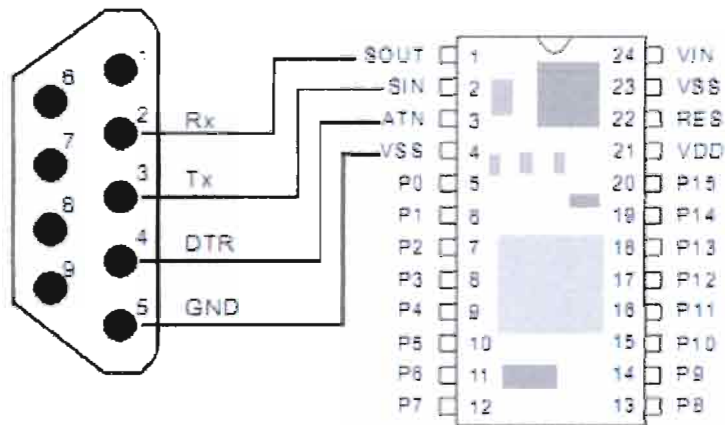 1
6
2
7
3
8
4
9
5
Rx
Tx
DTR
GND
SOUT 1 24 VIN
SIN 2 23 VSS
ATN 3 22 RES
VSS 4 21 VDD
P0 5 20 P15
P1 6 19 P14
P2 7 18 P13
P3 8 17 P12
P4 9 16 P11
P5 10 15 P10
P6 11 14 P9
P7 12 13 P8